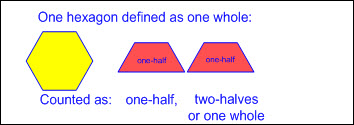 One hexagon defined as one whole:
one-half one-half
Counted as: one-half, two-halves
or one whole